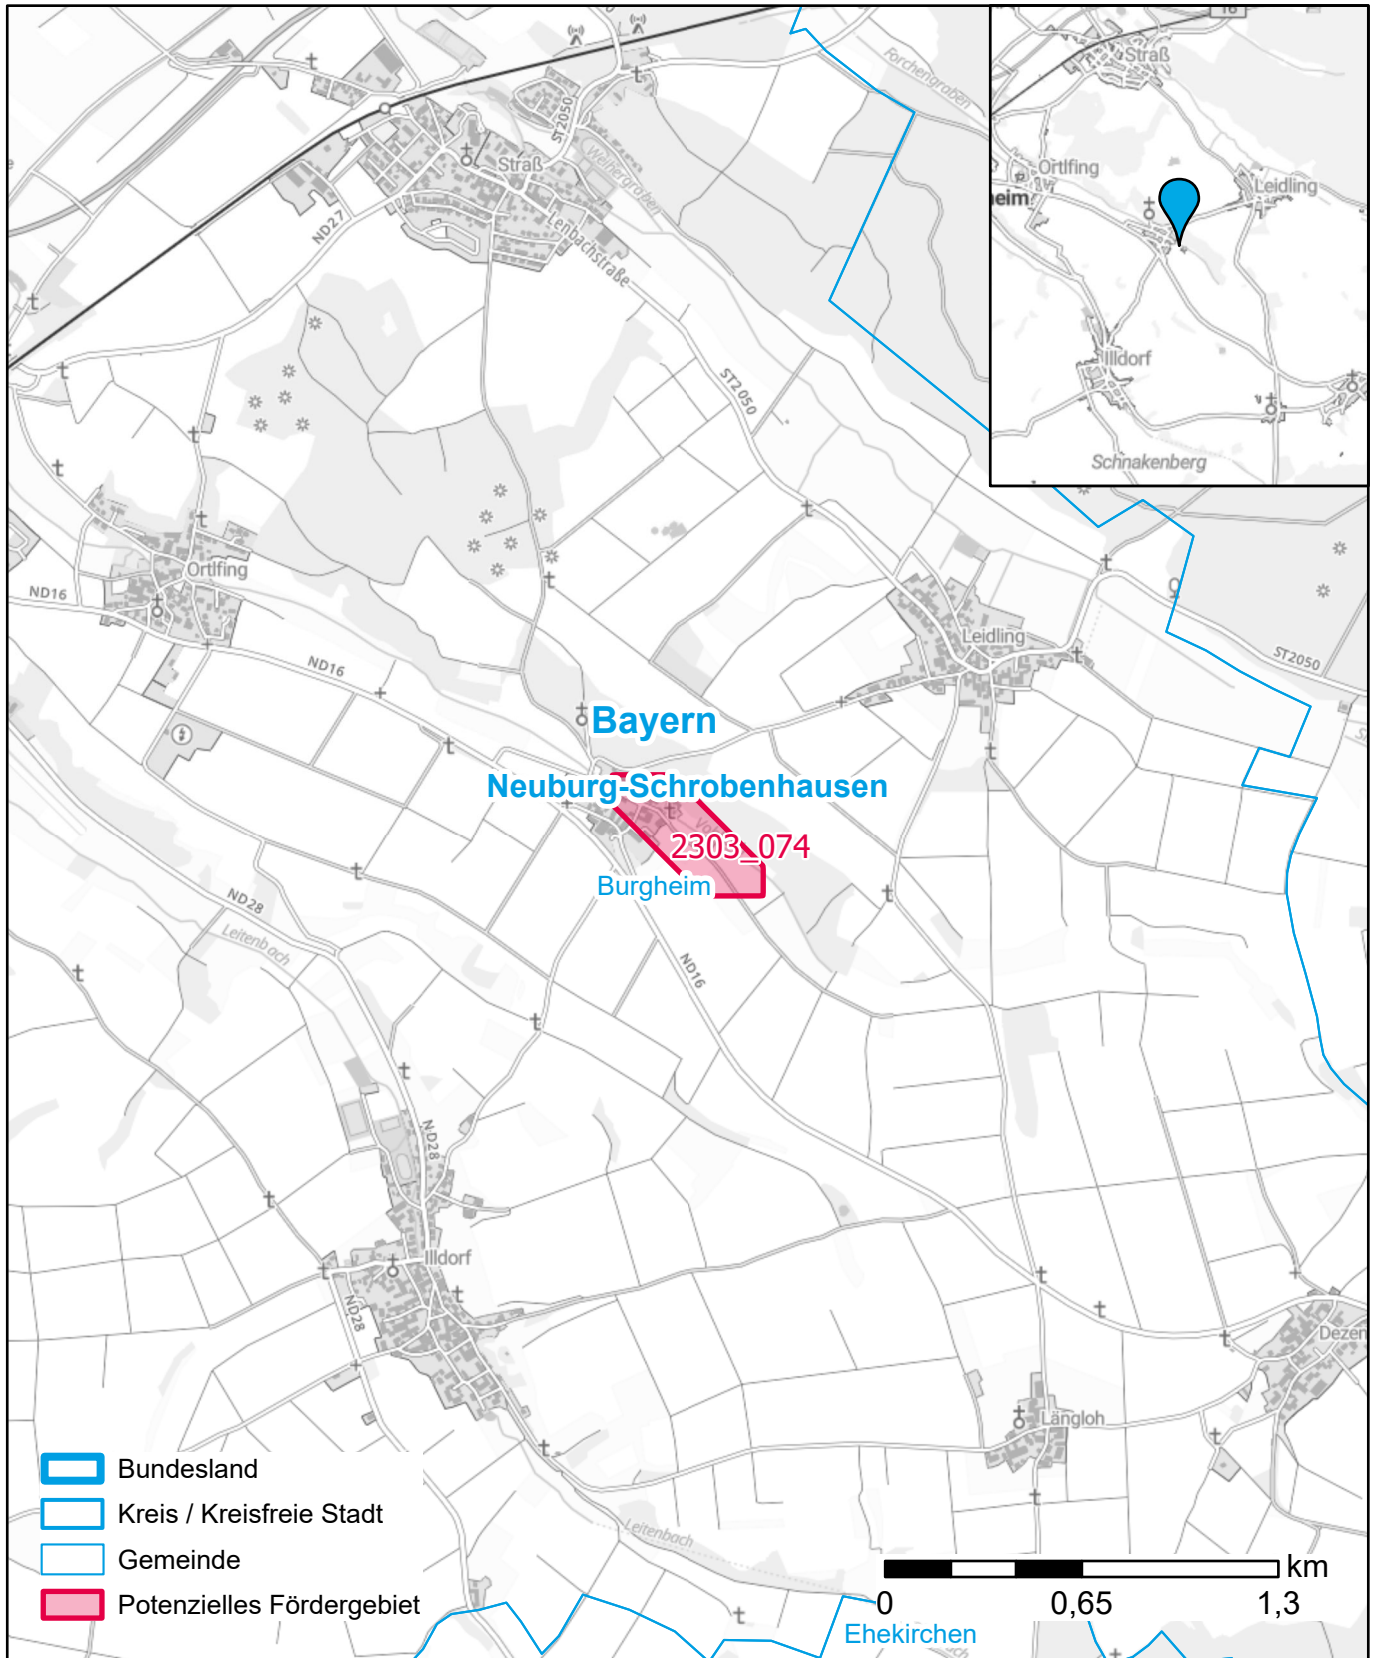 Forchengraben
16
Straß
Ortlfing
Leidling
heim
Illdorf
Schnakenberg
ST2050
Straß
Weihergraben
Lenbachstraße
ND27
ST2050
Ortlfing
ND16
ND16
Leidling
ST2050
Bayern
Neuburg-Schrobenhausen
2303_074
Burgheim
ND28
Leitenbach
ND16
ND28
Illdorf
ND28
Dezen
Längloh
Leitenbach
Bundesland
Kreis / Kreisfreie Stadt
Gemeinde
Potenzielles Fördergebiet
km
0 0,65 1,3
Ehekirchen